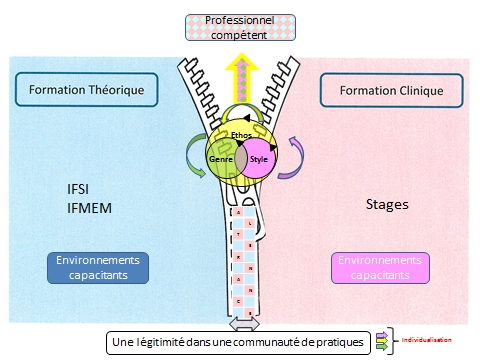 Professionnel
compétent
Formation Théorique
Formation Clinique
Ethos
Genre
Style
IFSI
IFMEM
Stages
A
L
T
E
R
N
A
N
C
E
Environnements
capacitants
Environnements
capacitants
Une légitimité dans une communauté de pratiques
Individualisation